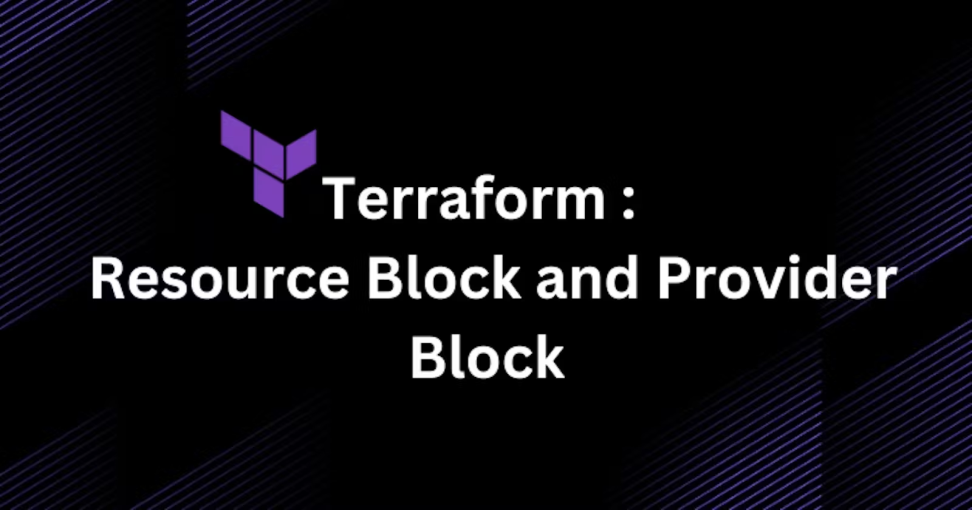 Terraform :
Resource Block and Provider
Block